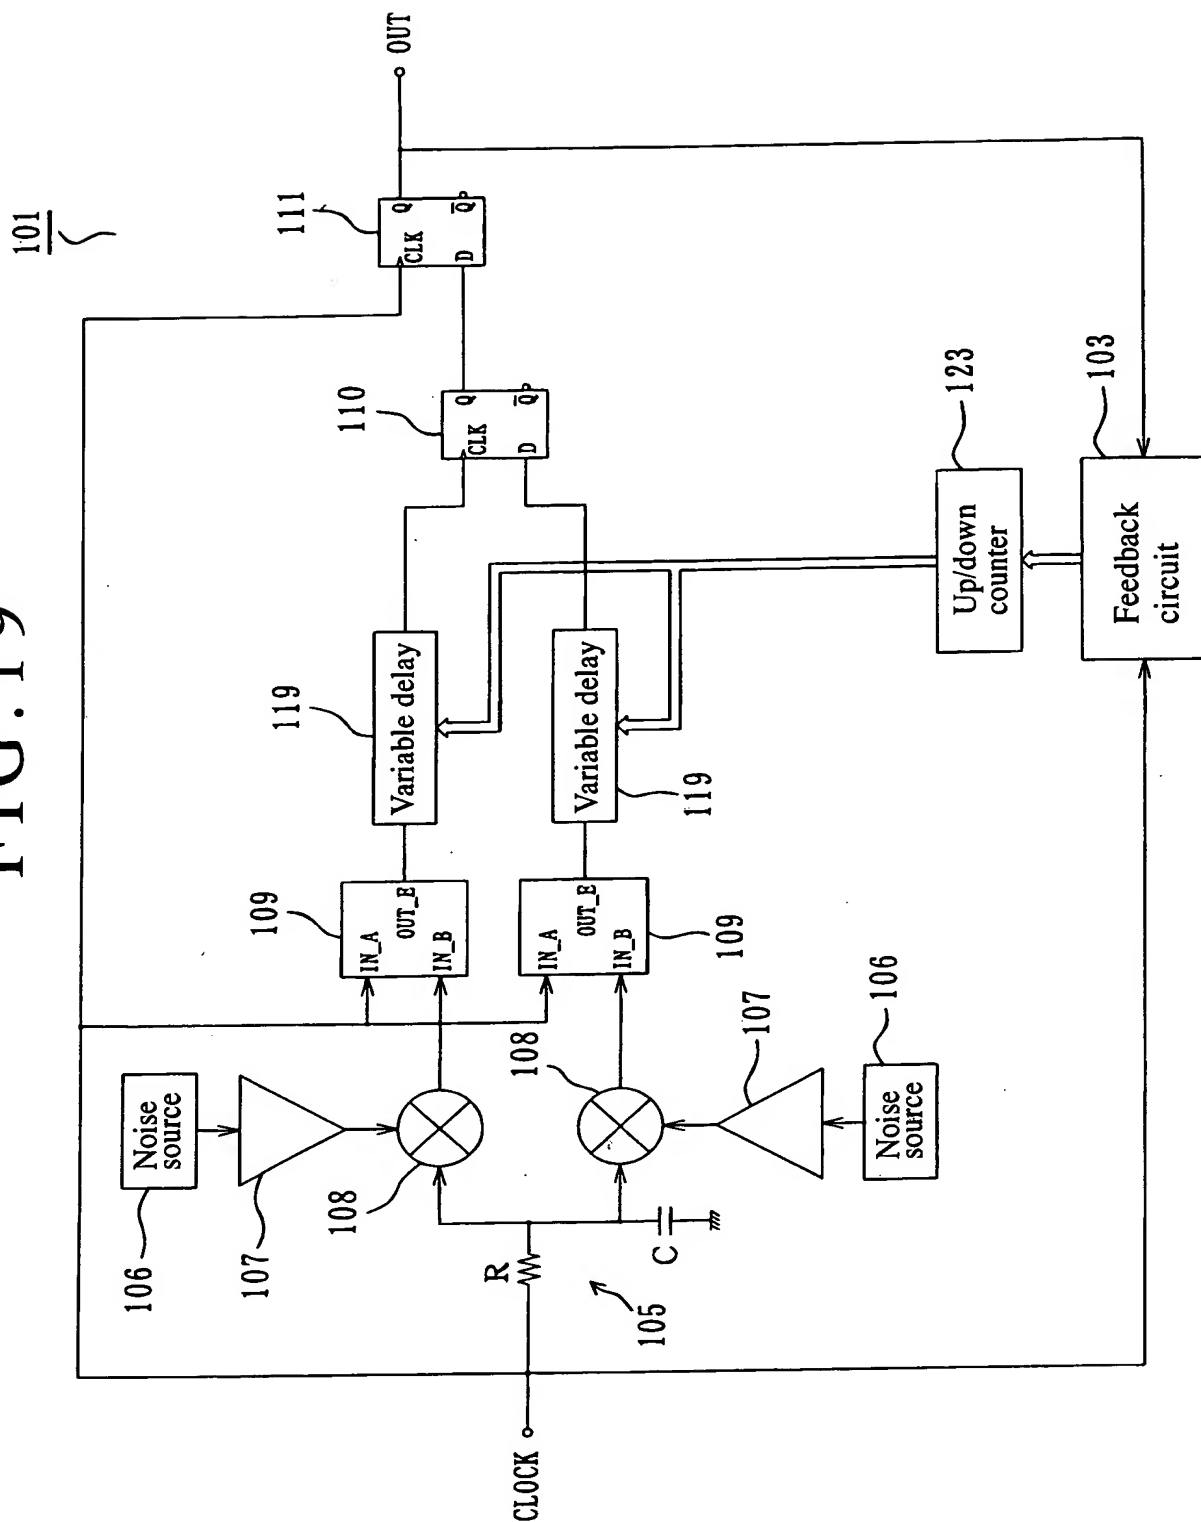 FIG.19
101
106
Noise
source
107
108
109
IN_A
IN_B
OUT_E
119
Variable delay
110
CLK
Q
D
Q̅
111
CLK
Q
D
Q̅
OUT
CLOCK
R
C
105
108
107
106
Noise
source
IN_A
IN_B
OUT_E
109
Variable delay
119
123
Up/down
counter
103
Feedback
circuit